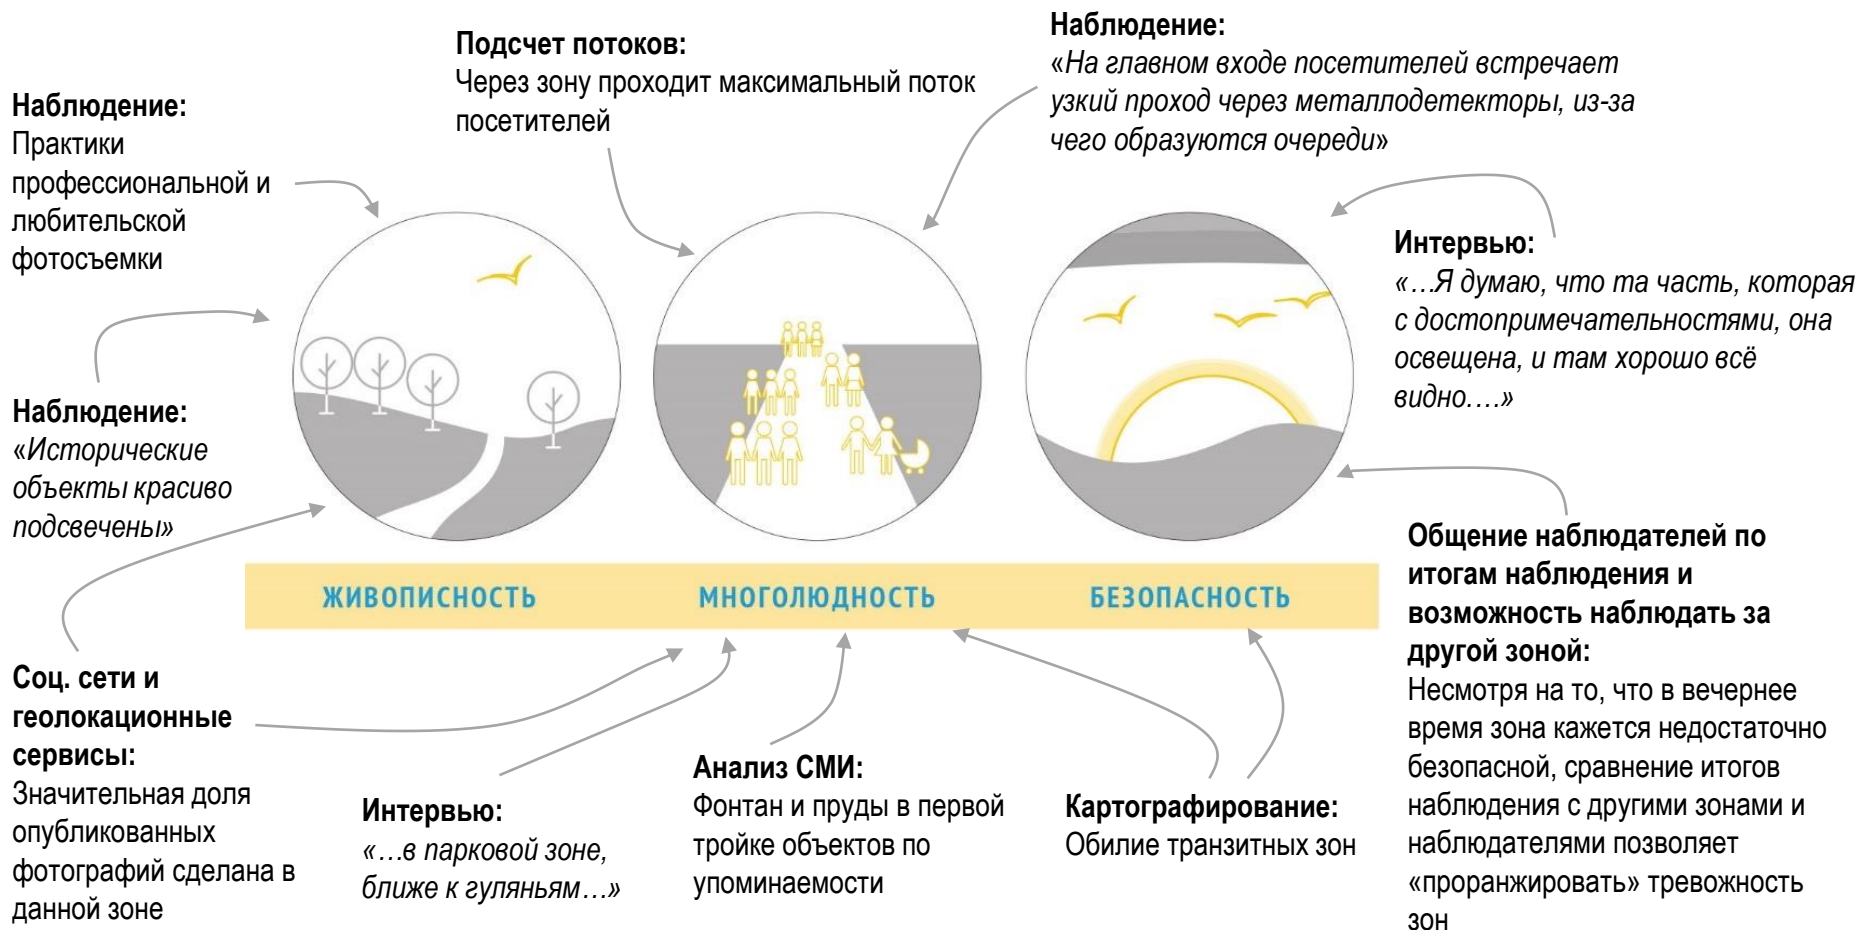 Наблюдение:
Практики
профессиональной и
любительской
фотосъемки
Подсчет потоков:
Через зону проходит максимальный поток
посетителей
Наблюдение:
«На главном входе посетителей встречает
узкий проход через металлодетекторы, из-за
чего образуются очереди»
Интервью:
«…Я думаю, что та часть, которая
с достопримечательностями, она
освещена, и там хорошо всё
видно.…»
Наблюдение:
«Исторические
объекты красиво
подсвечены»
ЖИВОПИСНОСТЬ
МНОГОЛЮДНОСТЬ
БЕЗОПАСНОСТЬ
Соц. сети и
геолокационные
сервисы:
Значительная доля
опубликованных
фотографий сделана в
данной зоне
Интервью:
«…в парковой зоне,
ближе к гуляньям…»
Анализ СМИ:
Фонтан и пруды в первой
тройке объектов по
упоминаемости
Картографирование:
Обилие транзитных зон
Общение наблюдателей по
итогам наблюдения и
возможность наблюдать за
другой зоной:
Несмотря на то, что в вечернее
время зона кажется недостаточно
безопасной, сравнение итогов
наблюдения с другими зонами и
наблюдателями позволяет
«проранжировать» тревожность
зон